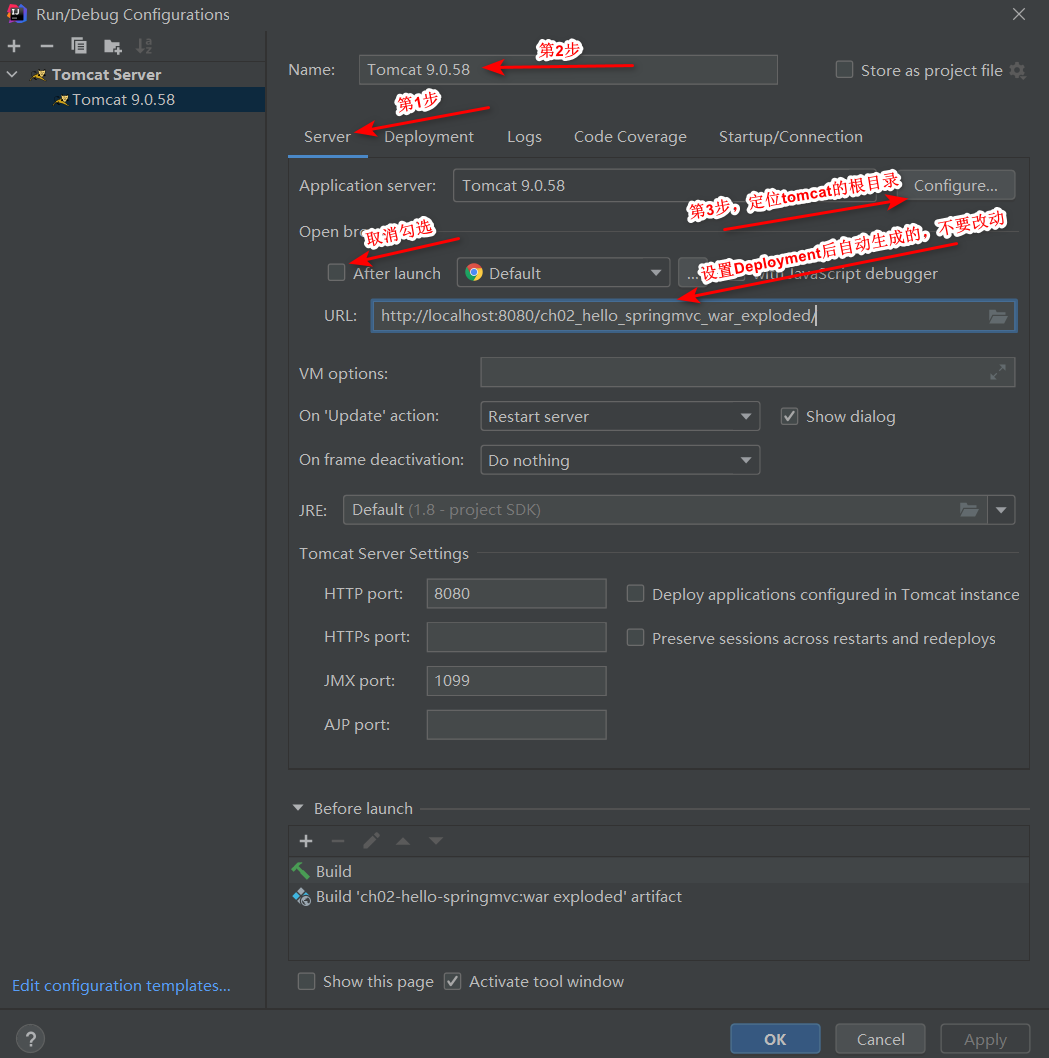 Run/Debug Configurations
Tomcat Server
Tomcat 9.0.58
第2步
Name: Tomcat 9.0.58 Store as project file
第1步
Server Deployment Logs Code Coverage Startup/Connection
Application server: Tomcat 9.0.58 Configure...
第3步，定位tomcat的根目录
Open
取消勾选
设置Deployment后自动生成的，不要改动
After launch Default ... with JavaScript debugger
URL: http://localhost:8080/ch02_hello_springmvc_war_exploded/
VM options:
On 'Update' action: Restart server Show dialog
On frame deactivation: Do nothing
JRE: Default (1.8 - project SDK)
Tomcat Server Settings
HTTP port: 8080 Deploy applications configured in Tomcat instance
HTTPs port: Preserve sessions across restarts and redeploys
JMX port: 1099
AJP port:
Before launch
Build
Build 'ch02-hello-springmvc:war exploded' artifact
Show this page Activate tool window
Edit configuration templates...
? OK Cancel Apply